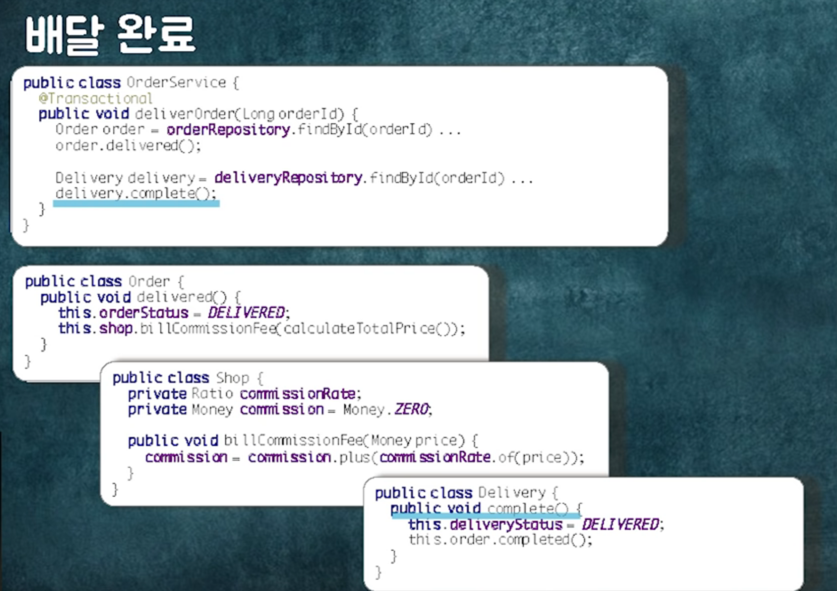 배달 완료
public class OrderService {
@Transactional
public void deliverOrder(Long orderId) {
Order order = orderRepository.findById(orderId) ...
order.delivered();
Delivery delivery = deliveryRepository.findById(orderId) ...
delivery.complete();
}
}
public class Order {
public void delivered() {
this.orderStatus = DELIVERED;
this.shop.billCommissionFee(calculateTotalPrice());
}
}
public class Shop {
private Ratio commissionRate;
private Money commission = Money.ZERO;
public void billCommissionFee(Money price) {
commission = commission.plus(commissionRate.of(price));
}
}
public class Delivery {
public void complete() {
this.deliveryStatus = DELIVERED;
this.order.completed();
}
}